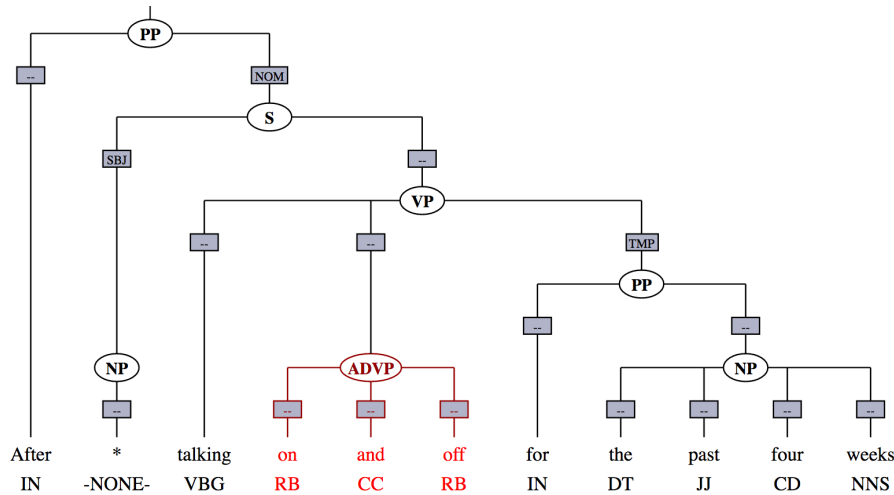 PP
-- NOM
S
SBJ --
VP
-- -- TMP
PP
-- --
NP ADVP NP
-- -- -- -- -- -- -- --
After * talking on and off for the past four weeks
IN -NONE- VBG RB CC RB IN DT JJ CD NNS